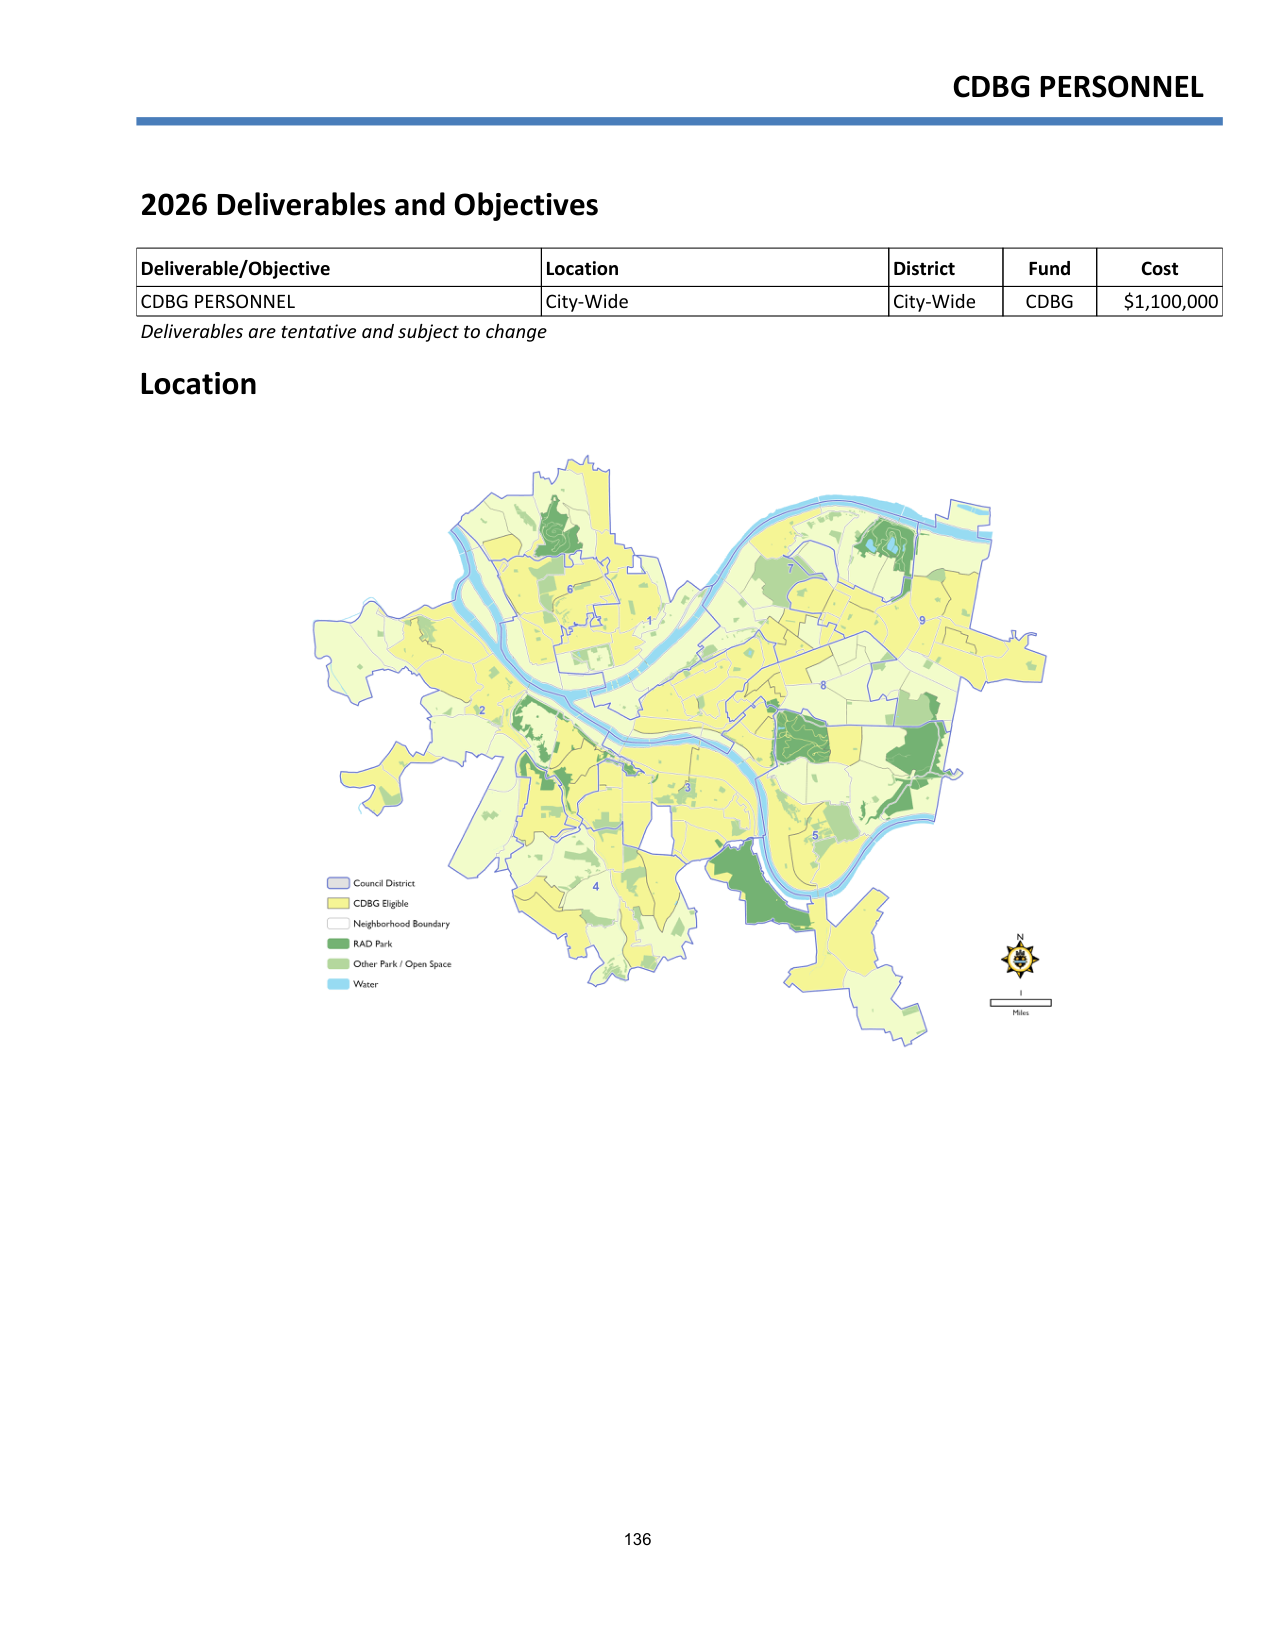 CDBG PERSONNEL
2026 Deliverables and Objectives
Deliverable/Objective Location District Fund Cost
CDBG PERSONNEL City-Wide City-Wide CDBG $1,100,000
Deliverables are tentative and subject to change
Location
7
6
1
9
8
2
3
5
4
Council District
CDBG Eligible
Neighborhood Boundary
RAD Park
Other Park / Open Space
Water
N
1
Miles
136